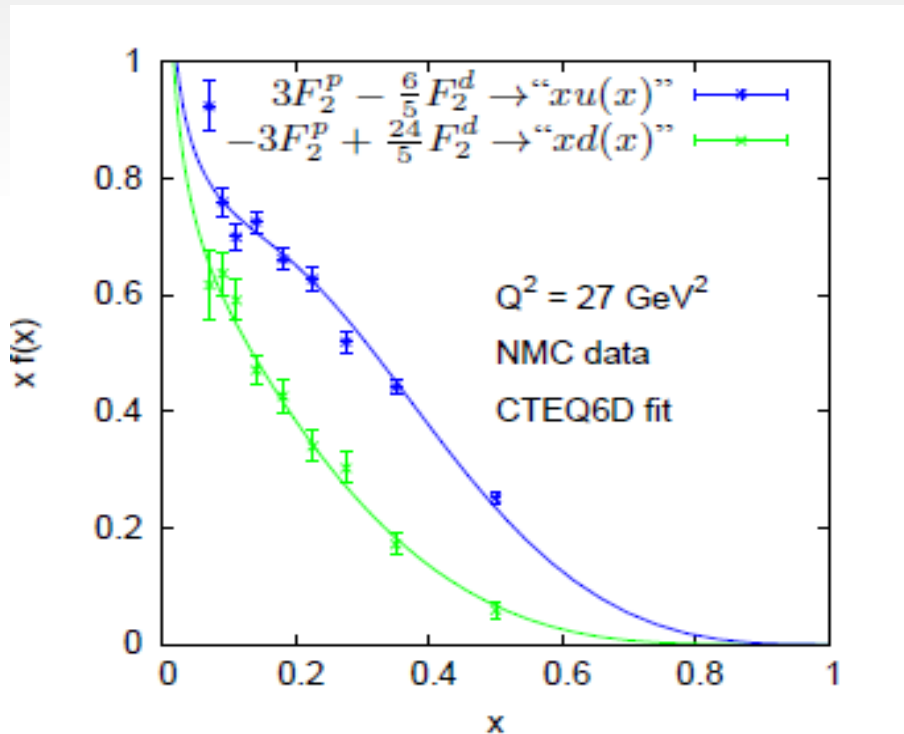 1
0.8
0.6
0.4
0.2
0
x f(x)
3F₂ᵖ − 6/5 F₂ᵈ → “xu(x)”
−3F₂ᵖ + 24/5 F₂ᵈ → “xd(x)”
Q² = 27 GeV²
NMC data
CTEQ6D fit
0 0.2 0.4 0.6 0.8 1
x